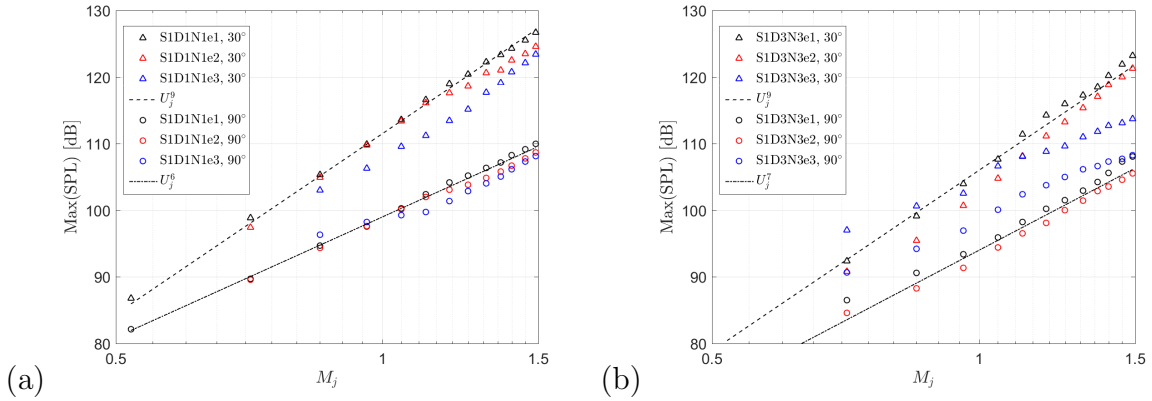 130
120
110
100
90
80
Max(SPL) [dB]
S1D1N1e1, 30°
S1D1N1e2, 30°
S1D1N1e3, 30°
U_j^9
S1D1N1e1, 90°
S1D1N1e2, 90°
S1D1N1e3, 90°
U_j^6
0.5
1
1.5
M_j
(a)
130
120
110
100
90
80
Max(SPL) [dB]
S1D3N3e1, 30°
S1D3N3e2, 30°
S1D3N3e3, 30°
U_j^9
S1D3N3e1, 90°
S1D3N3e2, 90°
S1D3N3e3, 90°
U_j^7
0.5
1
1.5
M_j
(b)